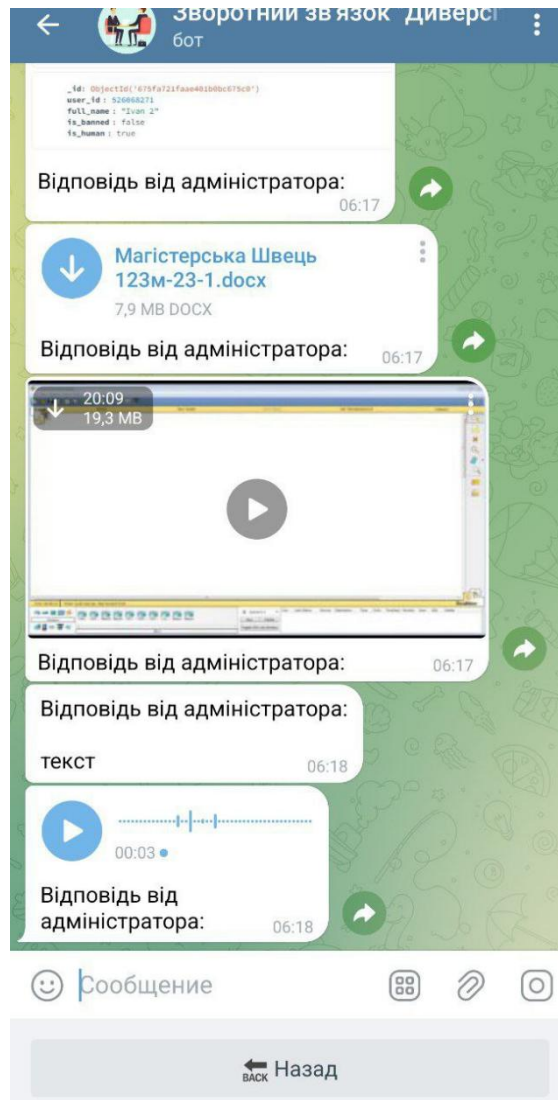 Зворотний зв'язок "Диверсі
бот
_id: ObjectId('675fa721faae401b0bc675c0')
user_id : 526068271
full_name : "Ivan 2"
is_banned : false
is_human : true
Відповідь від адміністратора:
06:17
Магістерська Швець
123м-23-1.docx
7,9 MB DOCX
Відповідь від адміністратора:
06:17
20:09
19,3 MB
Відповідь від адміністратора:
06:17
Відповідь від адміністратора:
текст
06:18
00:03
Відповідь від
адміністратора:
06:18
Сообщение
BACK Назад